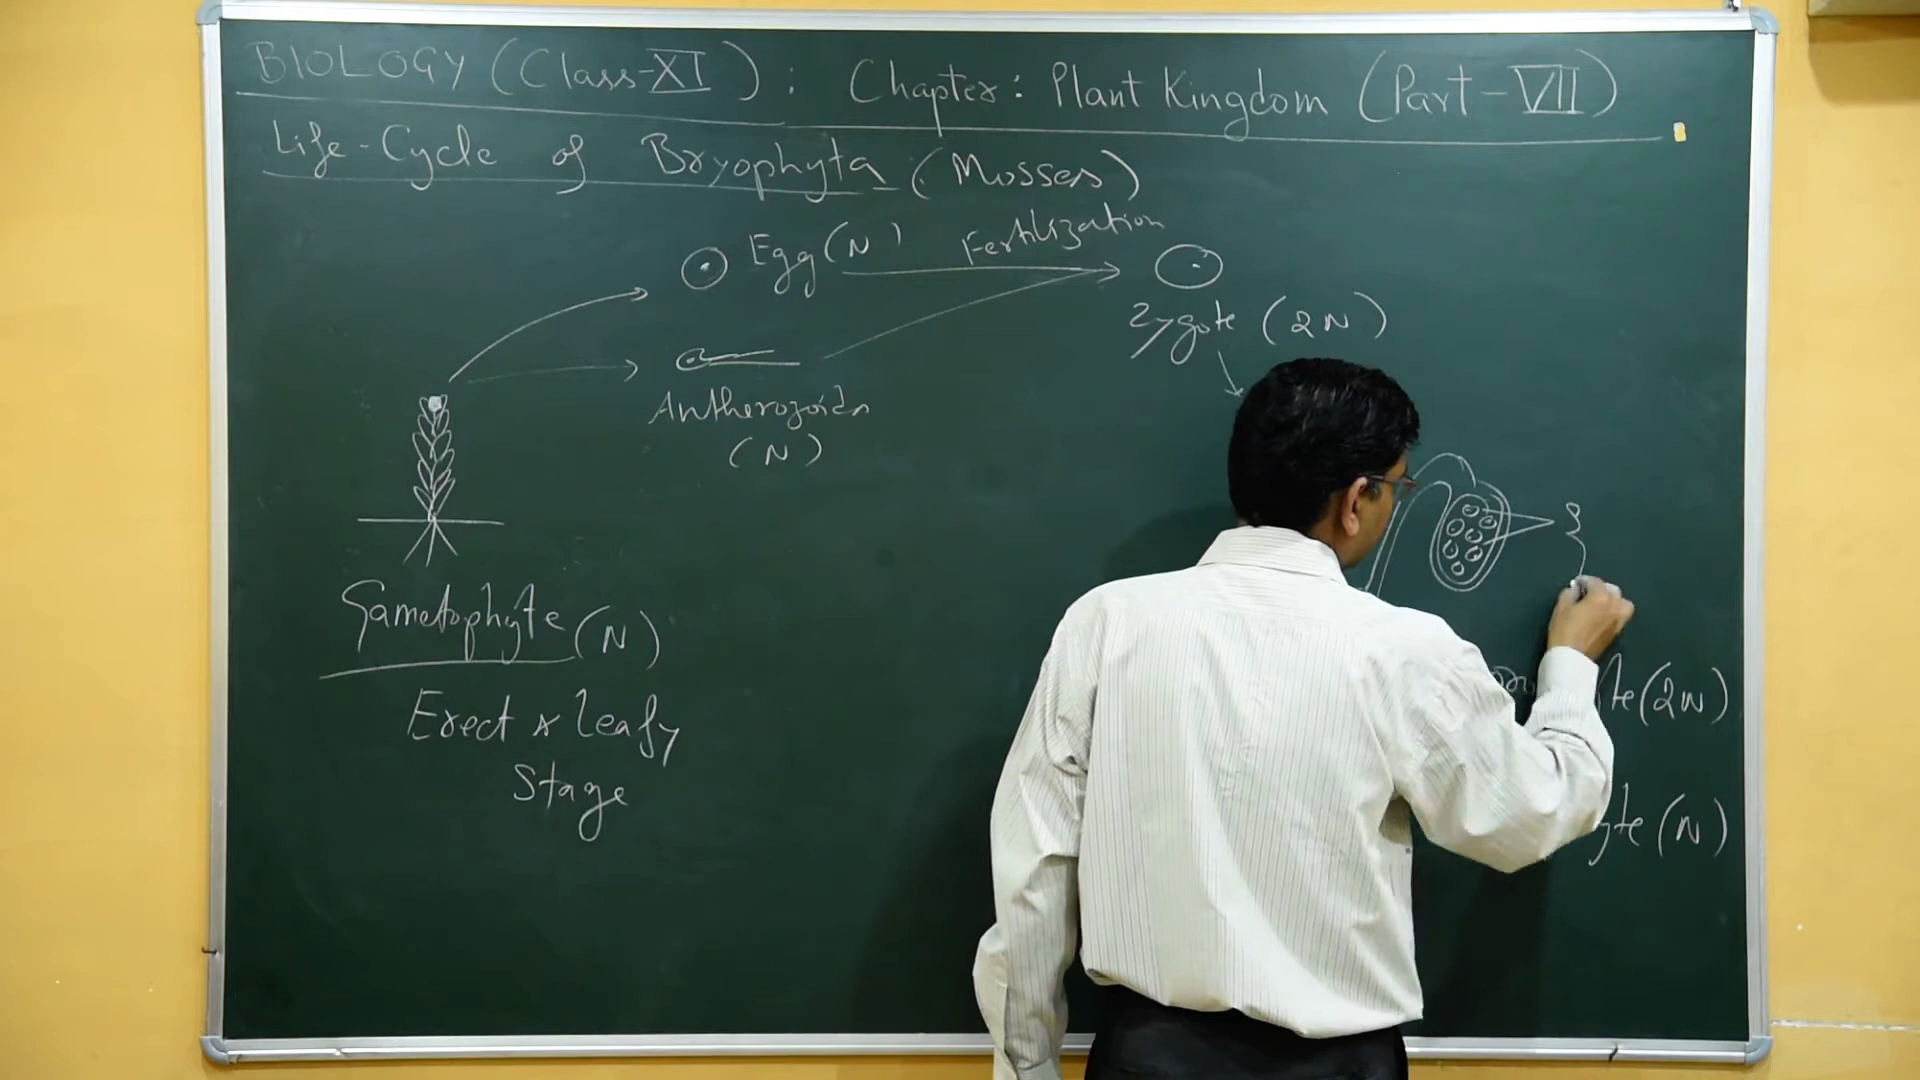 BIOLOGY (Class-XI) : Chapter: Plant Kingdom (Part-VII)
Life-Cycle of Bryophyta (Mosses)
Egg (N) Fertilization
Zygote (2N)
Antherozoids
(N)
Gametophyte (N)
Erect & Leafy
Stage
(2N)
(N)